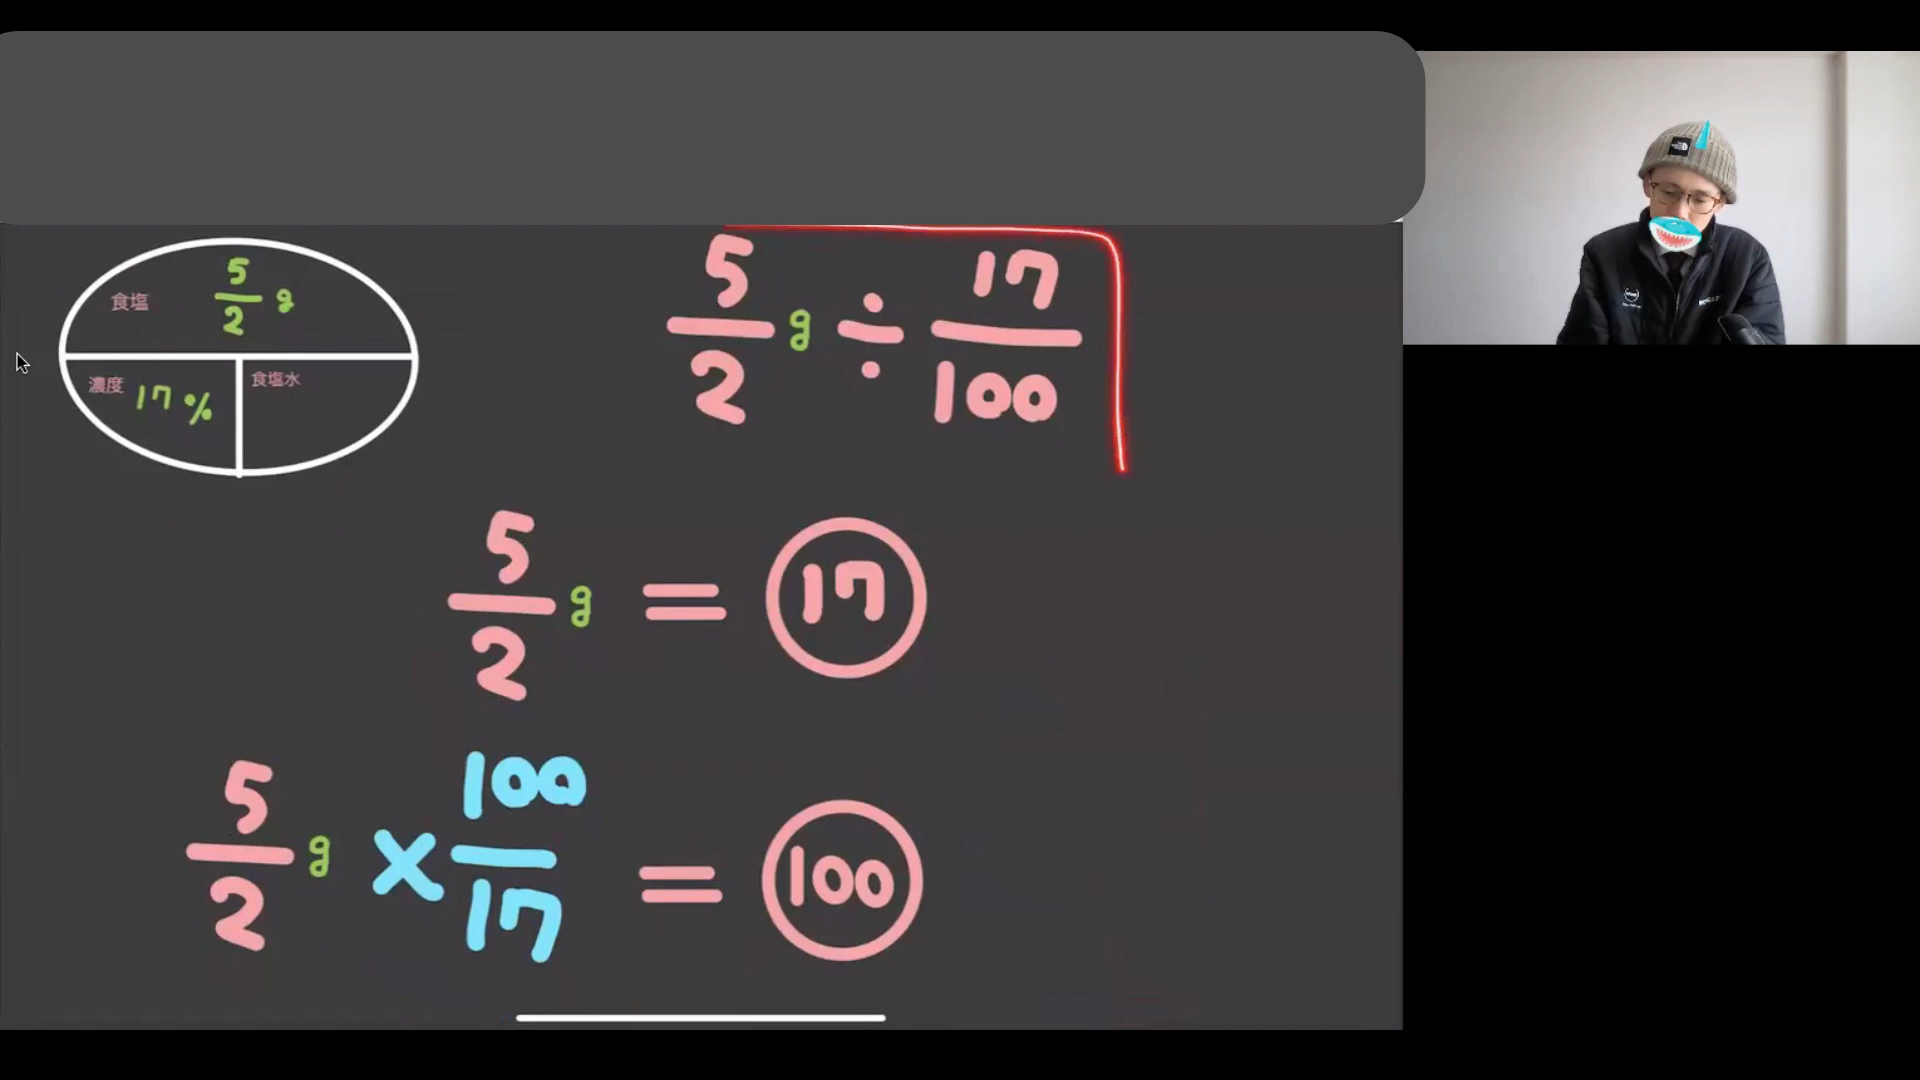 食塩 5/2 g
濃度 17% 食塩水
5/2 g ÷ 17/100
5/2 g = ⑰
5/2 g × 100/17 = (100)